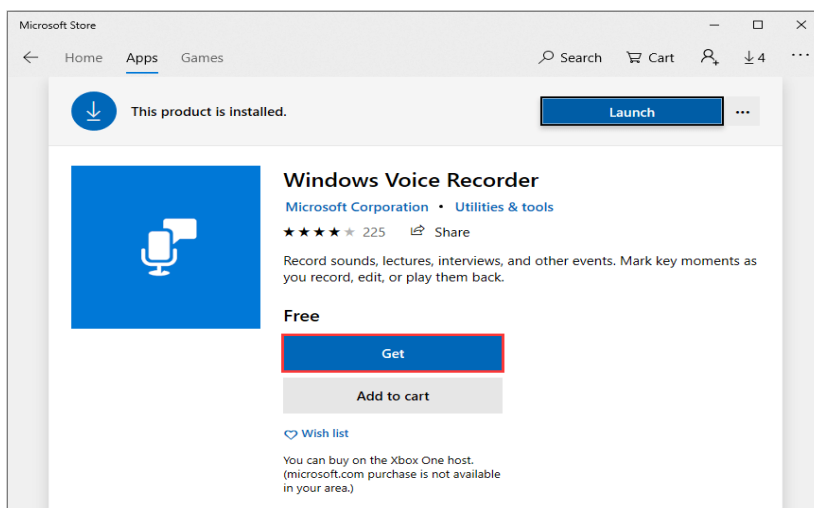 Microsoft Store
Home Apps Games Search Cart 4
This product is installed. Launch
Windows Voice Recorder
Microsoft Corporation • Utilities & tools
225 Share
Record sounds, lectures, interviews, and other events. Mark key moments as
you record, edit, or play them back.
Free
Get
Add to cart
Wish list
You can buy on the Xbox One host.
(microsoft.com purchase is not available
in your area.)